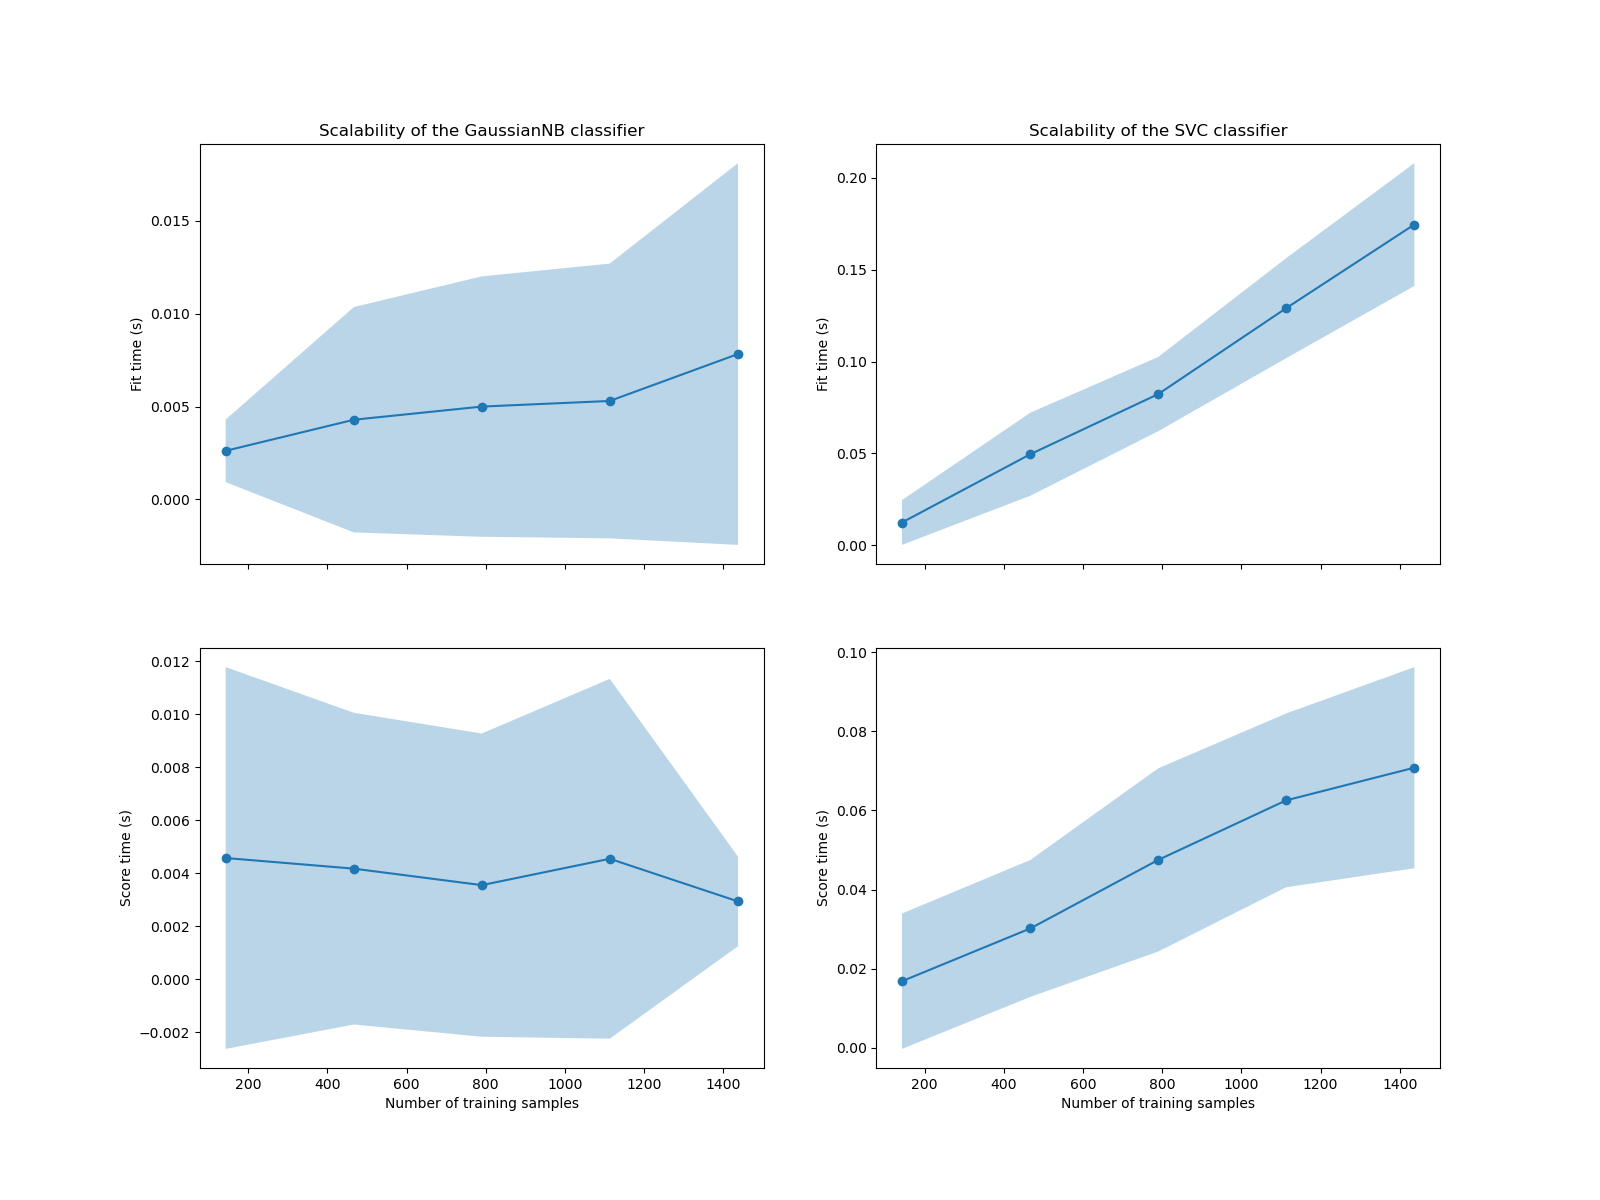 Scalability of the GaussianNB classifier
0.015
0.010
0.005
0.000
Fit time (s)
Scalability of the SVC classifier
0.20
0.15
0.10
0.05
0.00
Fit time (s)
0.012
0.010
0.008
0.006
0.004
0.002
0.000
−0.002
Score time (s)
200 400 600 800 1000 1200 1400
Number of training samples
0.10
0.08
0.06
0.04
0.02
0.00
Score time (s)
200 400 600 800 1000 1200 1400
Number of training samples